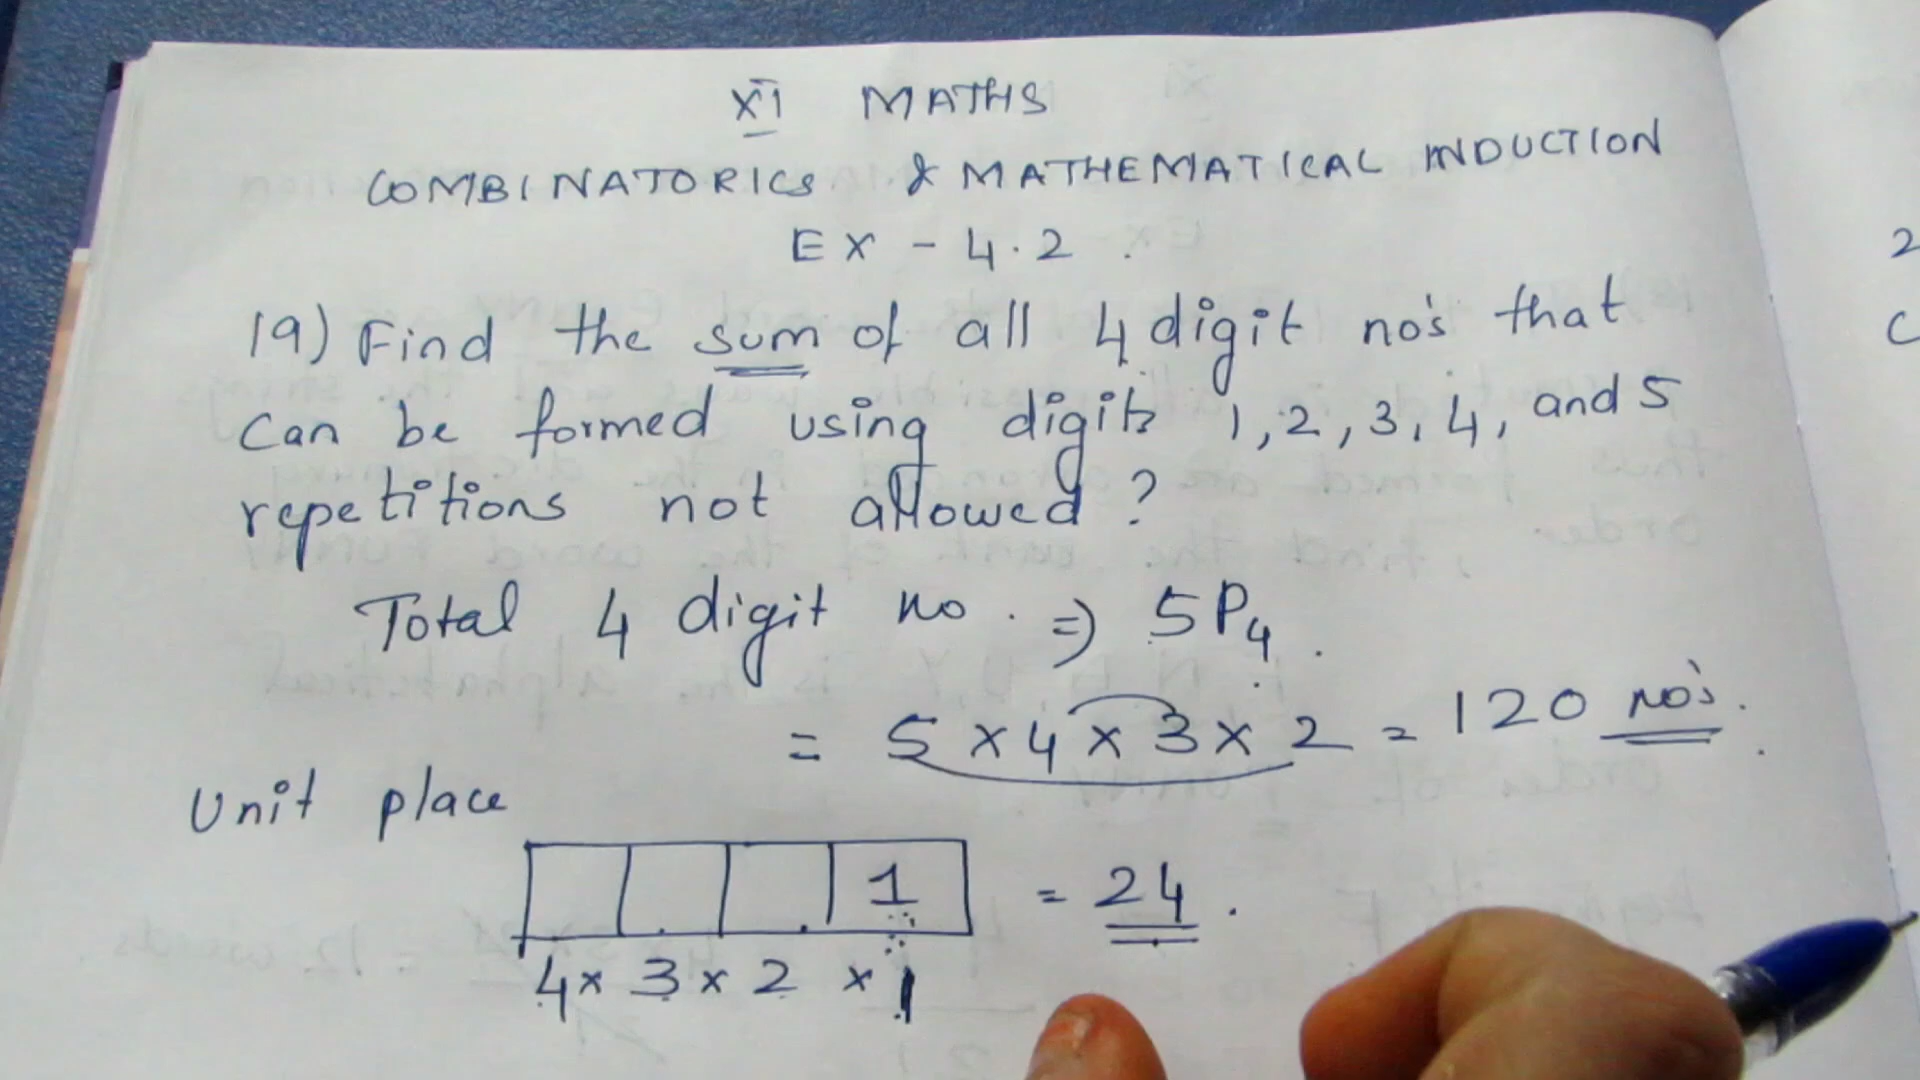 XI MATHS
COMBINATORICS & MATHEMATICAL INDUCTION
EX - 4.2.
19) Find the sum of all 4 digit no's that
can be formed using digits 1, 2, 3, 4, and 5
repetitions not allowed?
Total 4 digit no. => 5P4.
= 5 x 4 x 3 x 2 = 120 no's.
Unit place
1 = 24.
4 x 3 x 2 x 1
2
C